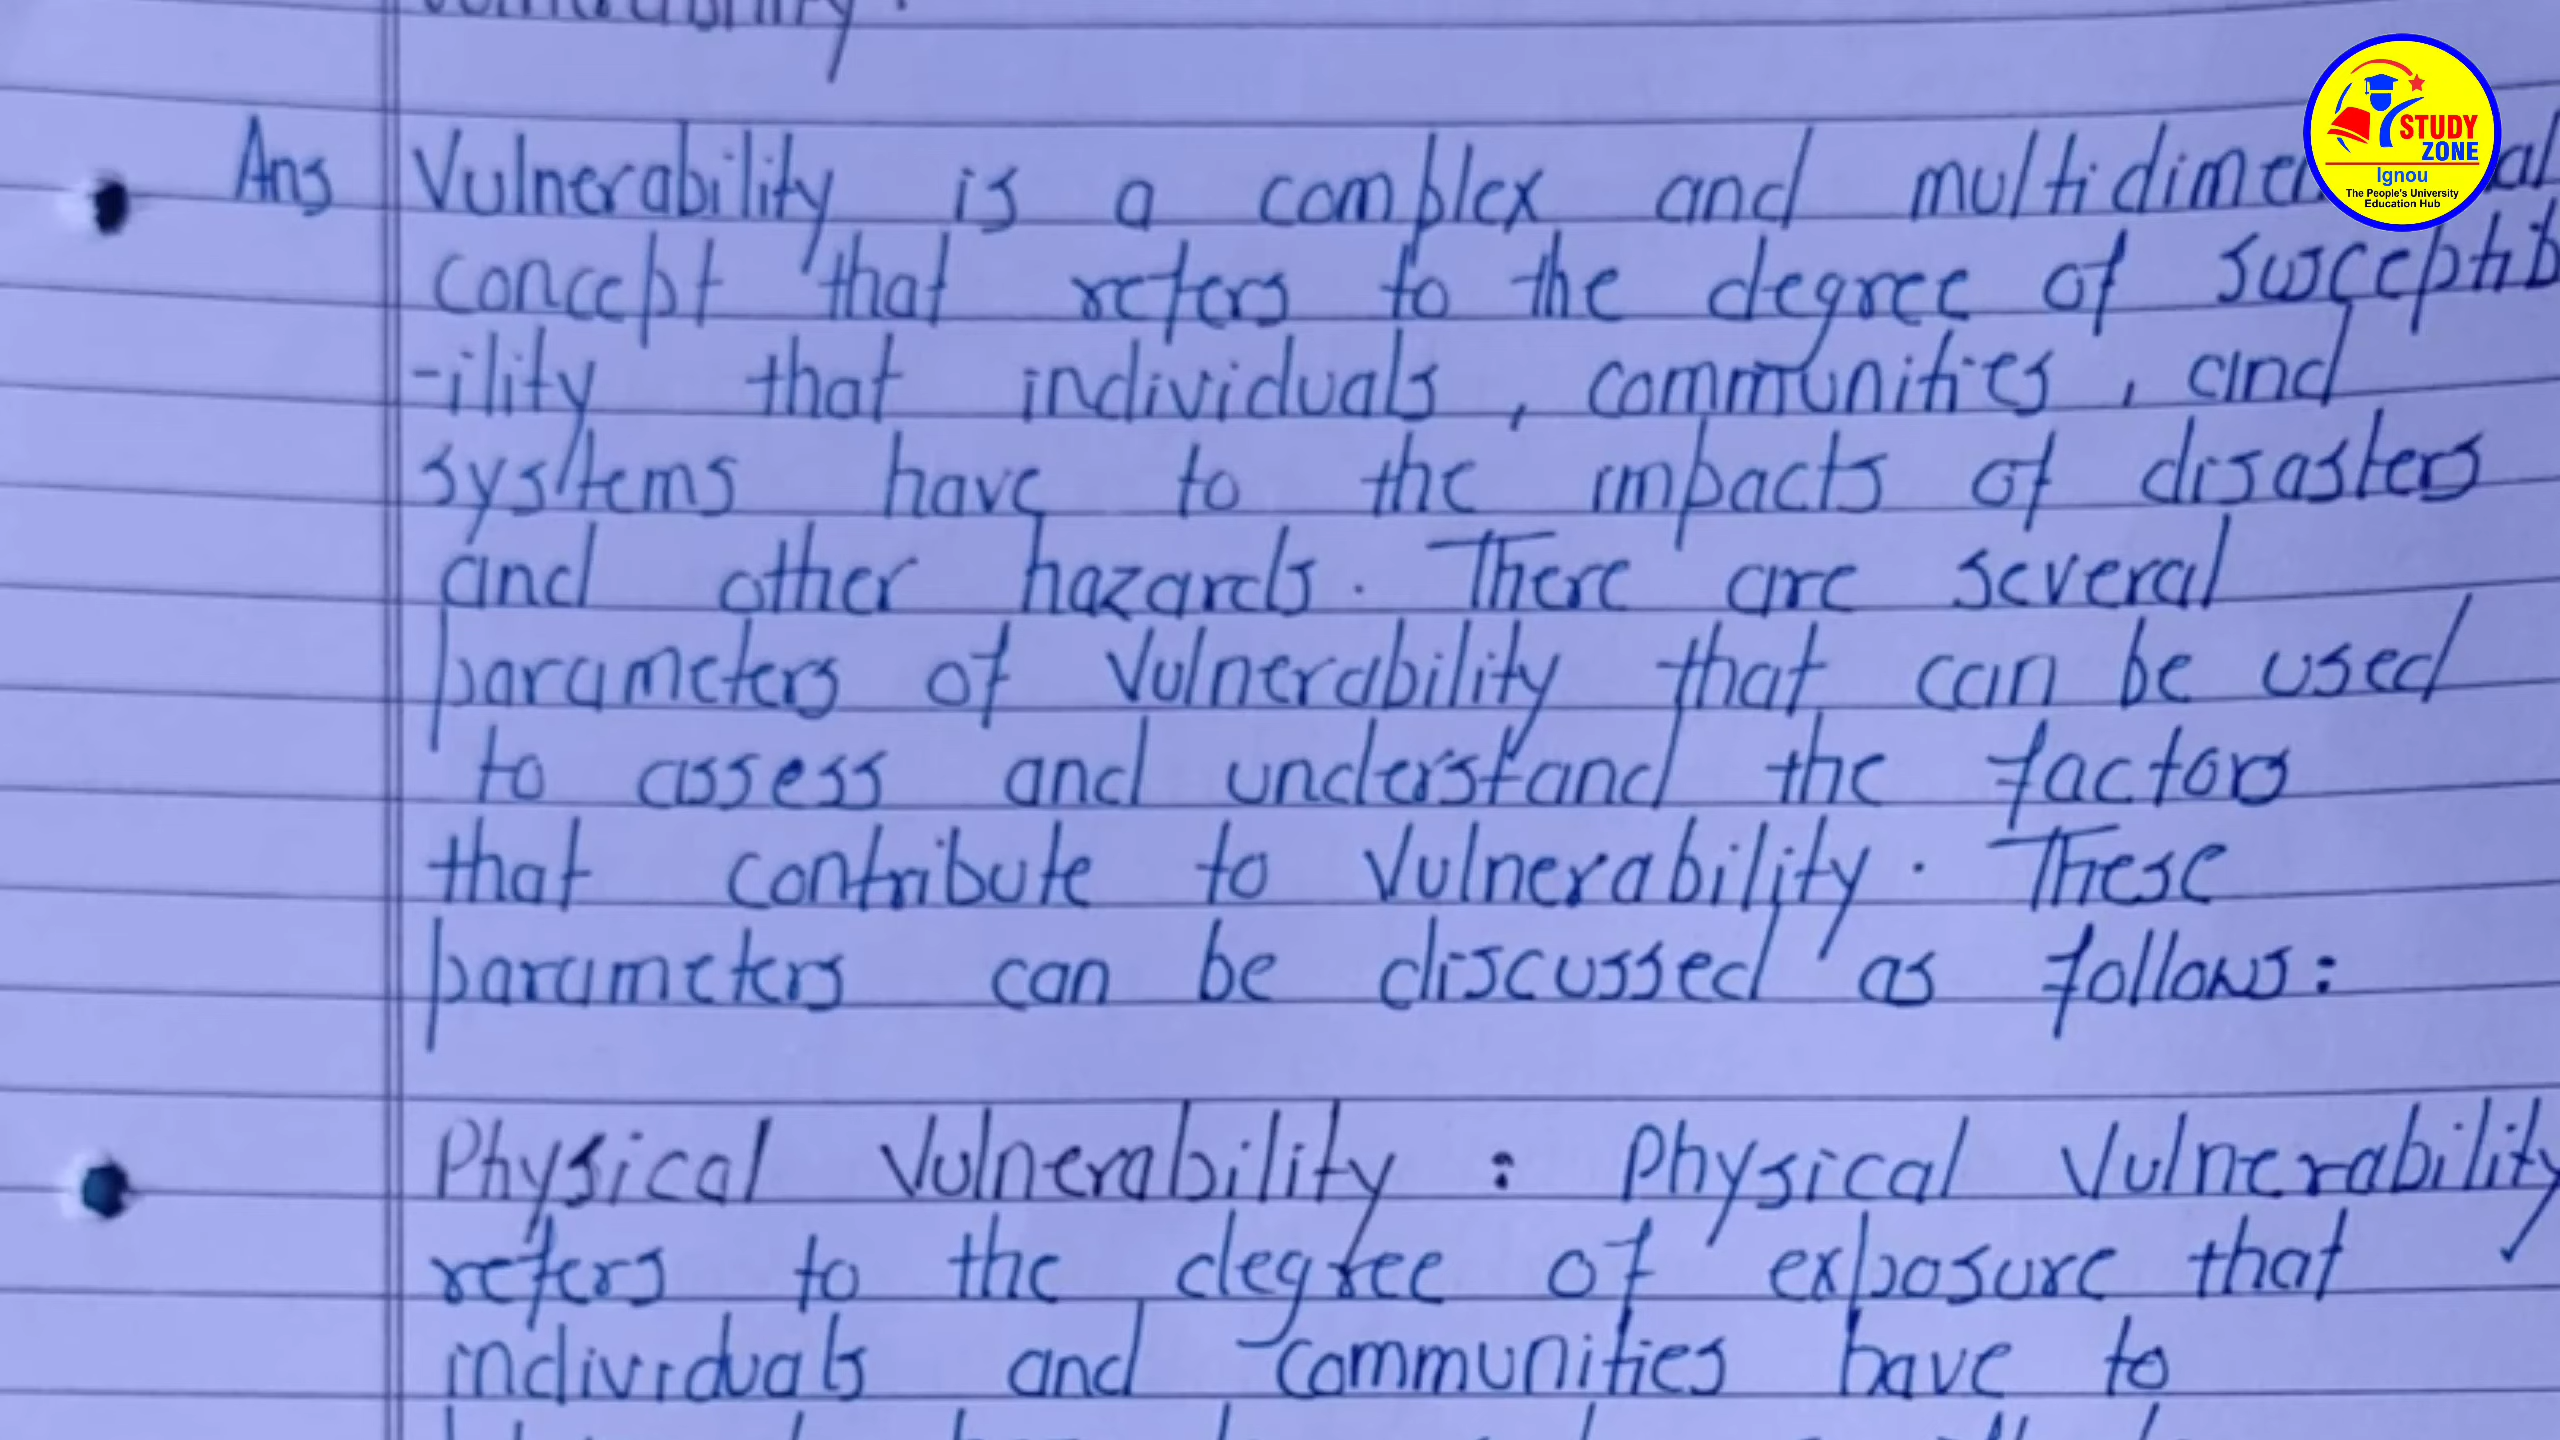 vulnerability.
Ans Vulnerability is a complex and multidimensional
concept that refers to the degree of susceptib
-ility that individuals, communities, and
systems have to the impacts of disasters
and other hazards. There are several
parameters of vulnerability that can be used
to assess and understand the factors
that contribute to vulnerability. These
parameters can be discussed as follows:
Physical Vulnerability : Physical Vulnerability
refers to the degree of exposure that
individuals and communities have to
STUDY
ZONE
Ignou
The People's University
Education Hub